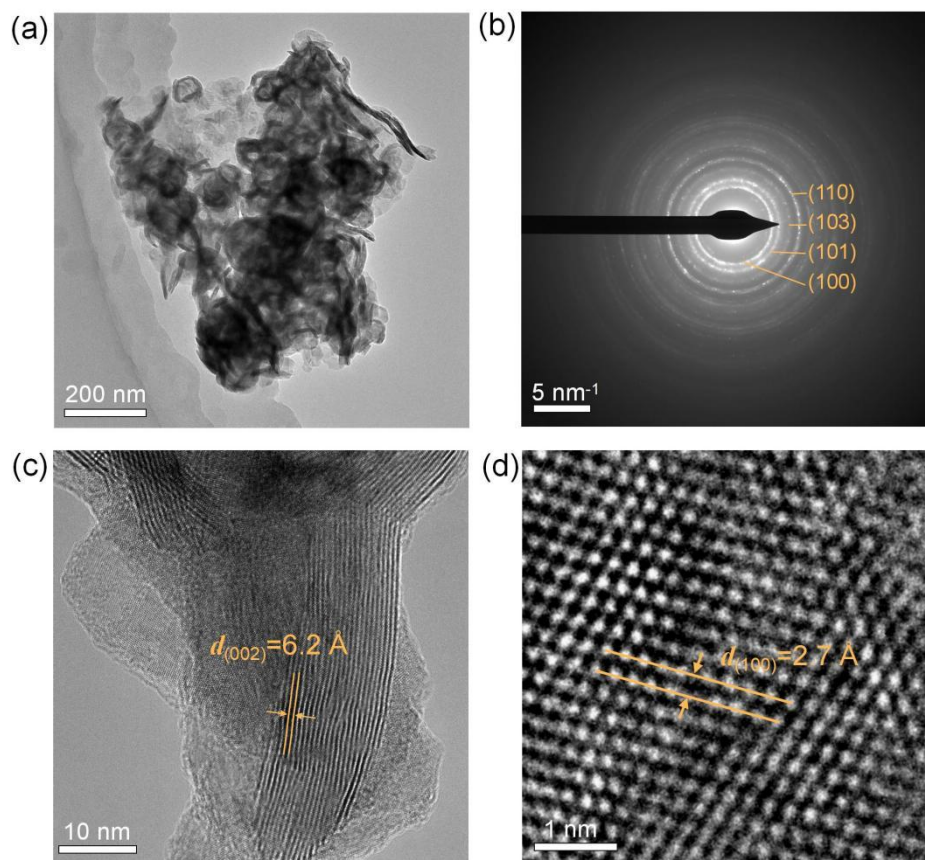 (a)
200 nm
(b)
(110)
(103)
(101)
(100)
5 nm⁻¹
(c)
d(002)=6.2 Å
10 nm
(d)
d(100)=2.7 Å
1 nm